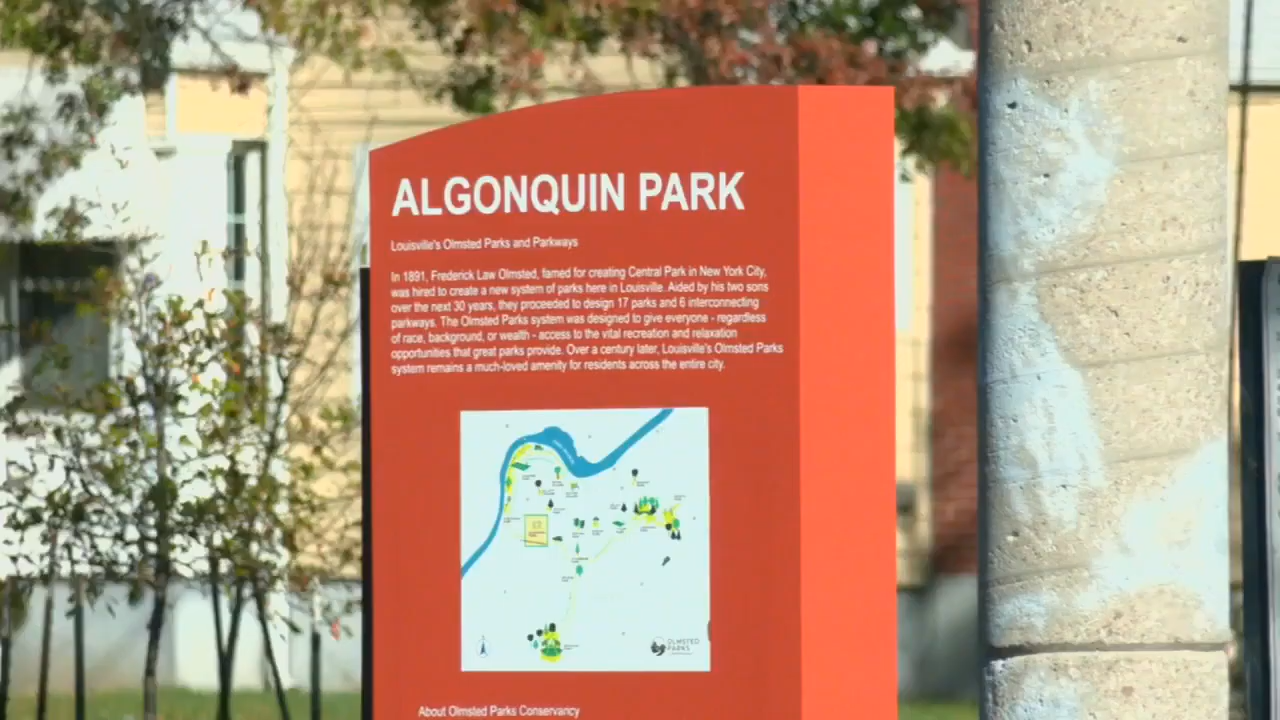 ALGONQUIN PARK
Louisville's Olmsted Parks and Parkways
In 1891, Frederick Law Olmsted, famed for creating Central Park in New York City,
was hired to create a new system of parks here in Louisville. Aided by his two sons
over the next 30 years, they proceeded to design 17 parks and 6 interconnecting
parkways. The Olmsted Parks system was designed to give everyone - regardless
of race, background, or wealth - access to the vital recreation and relaxation
opportunities that great parks provide. Over a century later, Louisville's Olmsted Parks
system remains a much-loved amenity for residents across the entire city.
OLMSTED
PARKS
About Olmsted Parks Conservancy